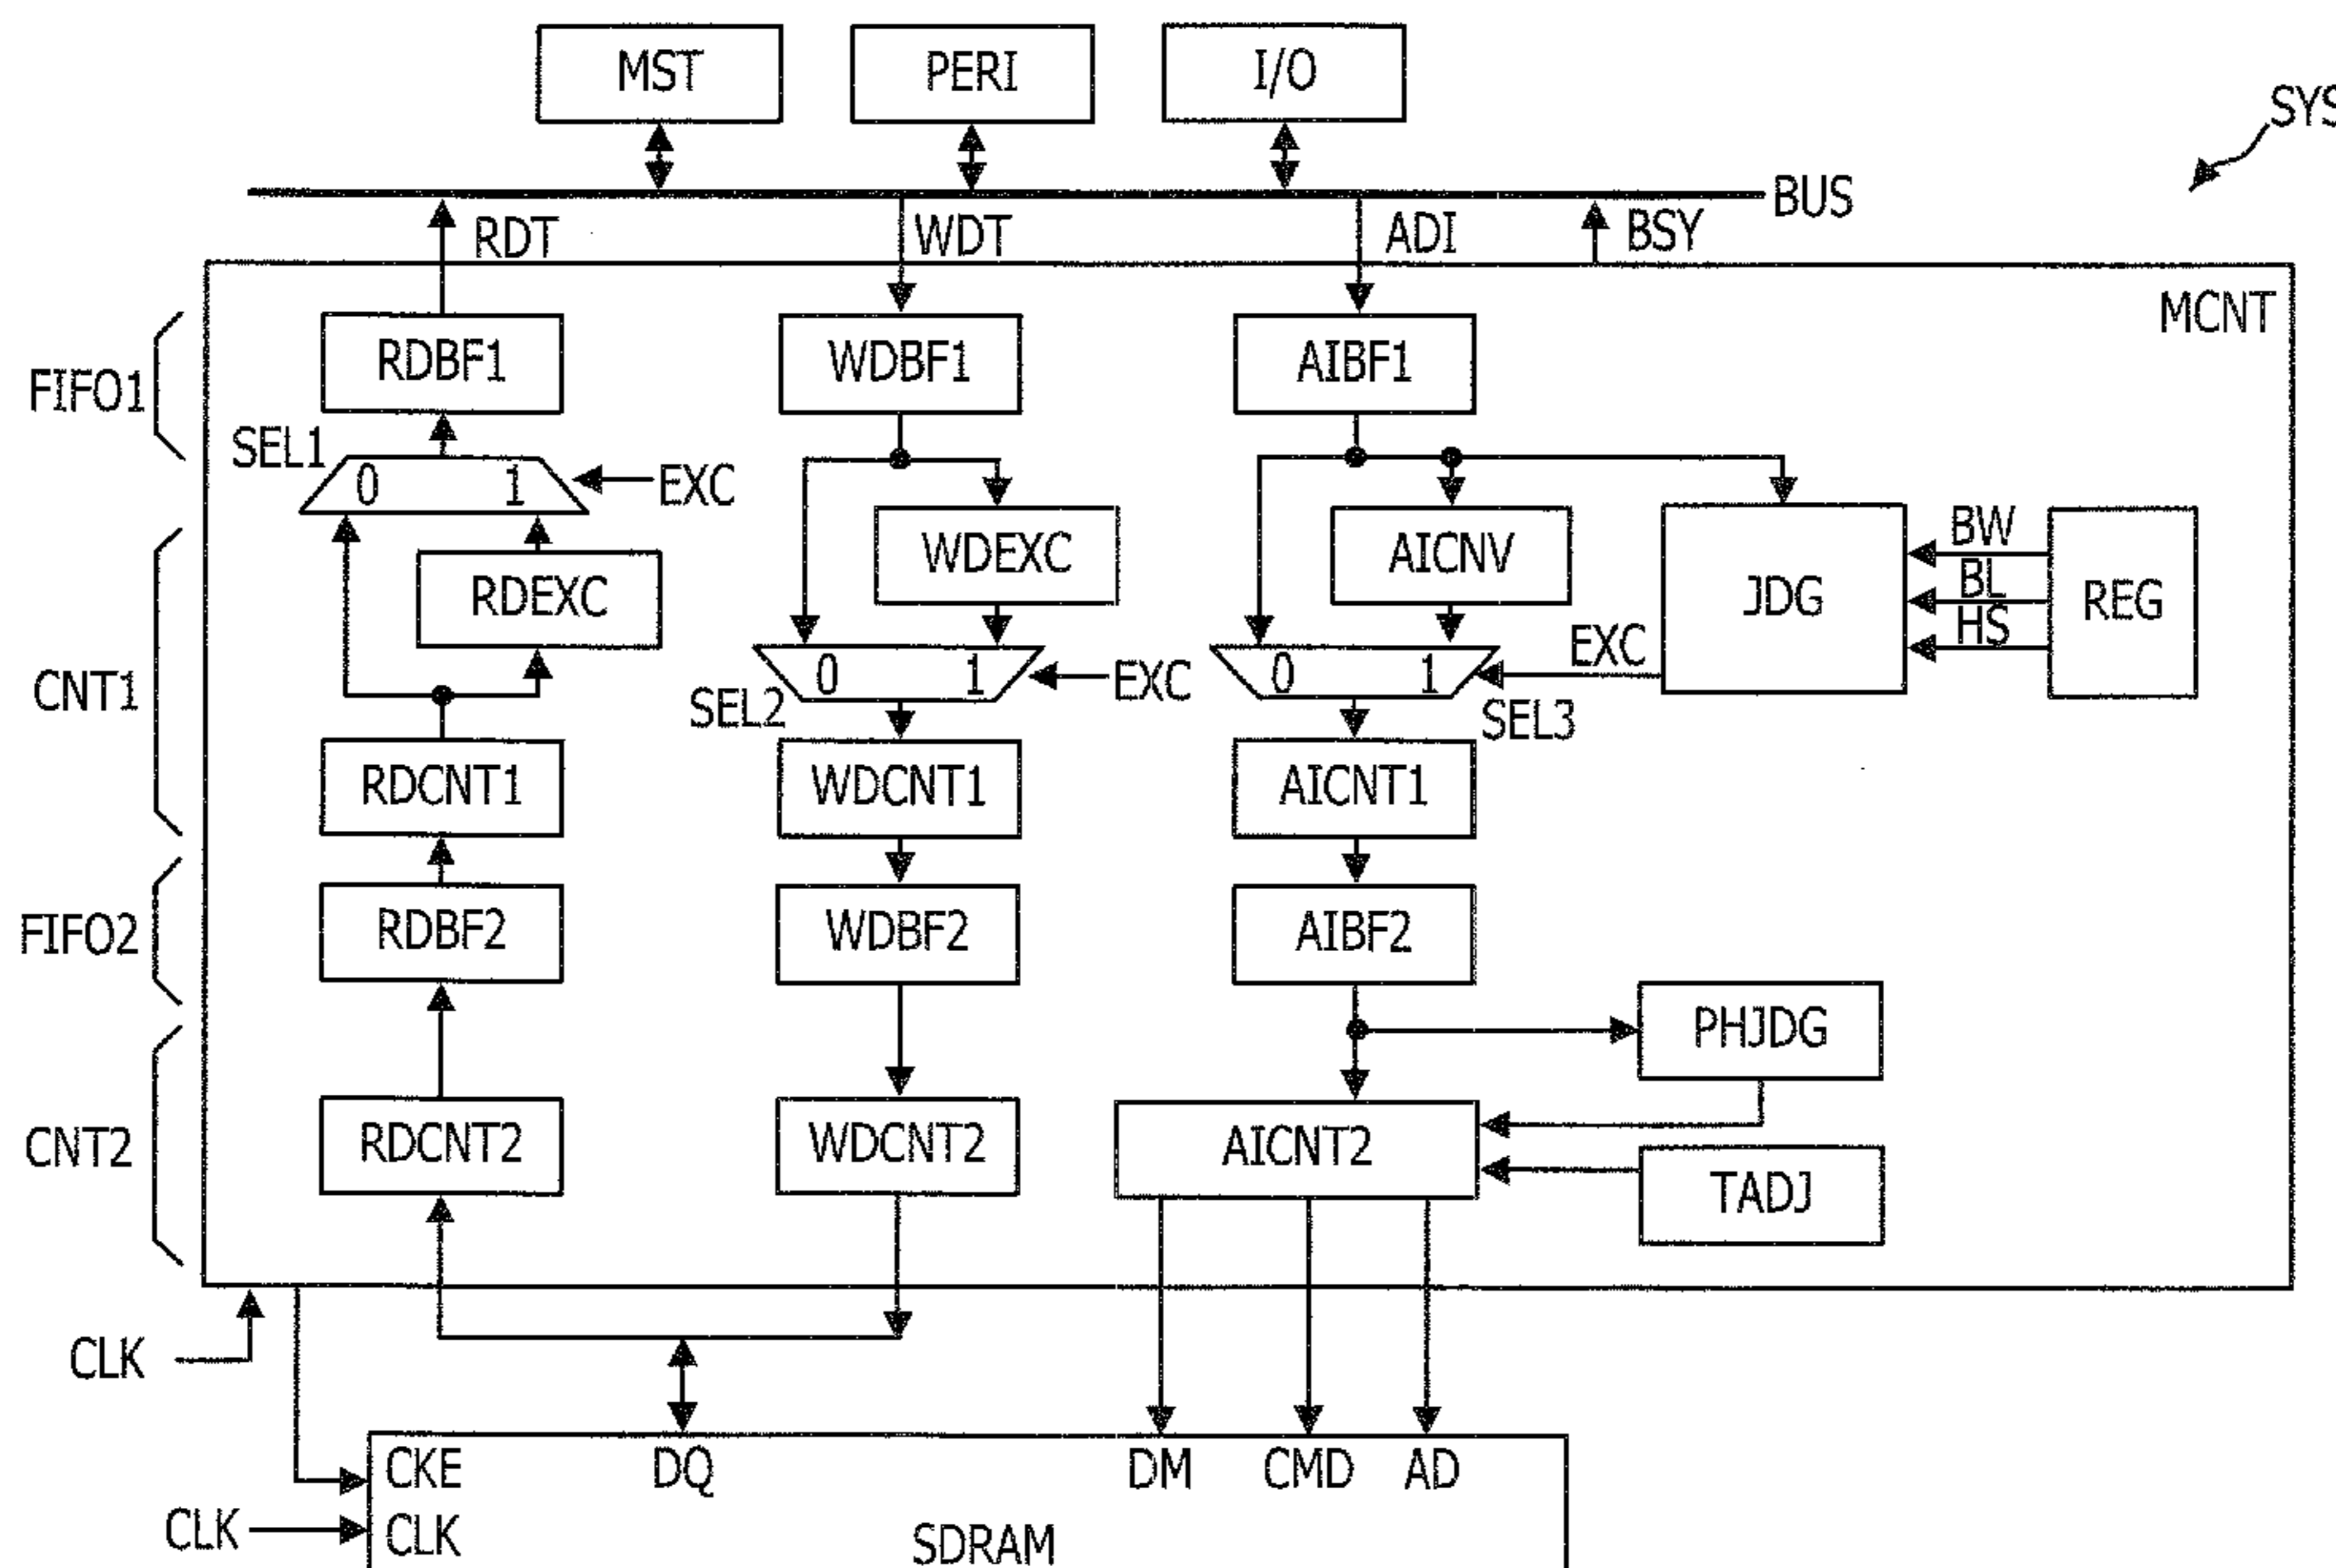 MST PERI I/O
SYS
BUS
RDT WDT ADI BSY
MCNT
FIFO1 RDBF1 WDBF1 AIBF1
SEL1 0 1 EXC
WDEXC AICNV JDG BW BL HS REG
RDEXC
CNT1
SEL2 0 1 EXC
0 1 EXC SEL3
RDCNT1 WDCNT1 AICNT1
FIFO2 RDBF2 WDBF2 AIBF2
PHJDG
CNT2 RDCNT2 WDCNT2 AICNT2
TADJ
CLK
CKE DQ DM CMD AD
CLK CLK
SDRAM